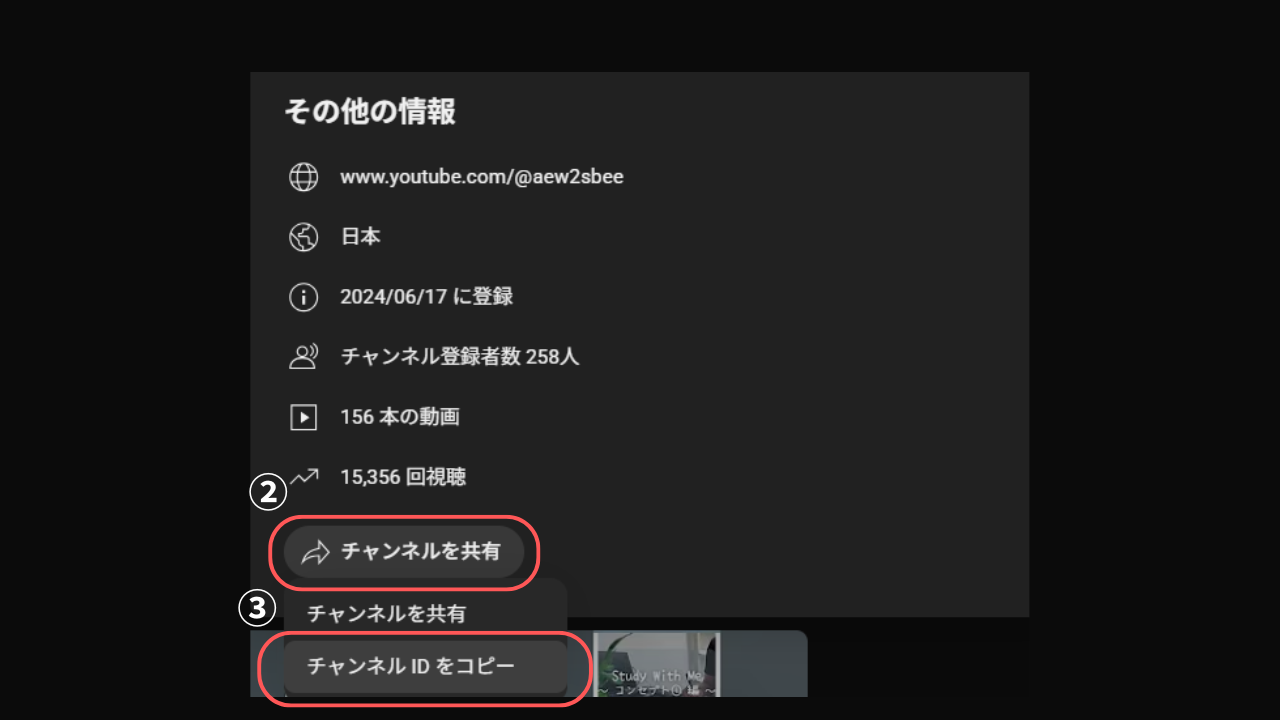 その他の情報
www.youtube.com/@aew2sbee
日本
2024/06/17 に登録
チャンネル登録者数 258人
156 本の動画
15,356 回視聴
②
チャンネルを共有
③
チャンネルを共有
チャンネル ID をコピー
Study With Me
～ コンセプト① 編 ～